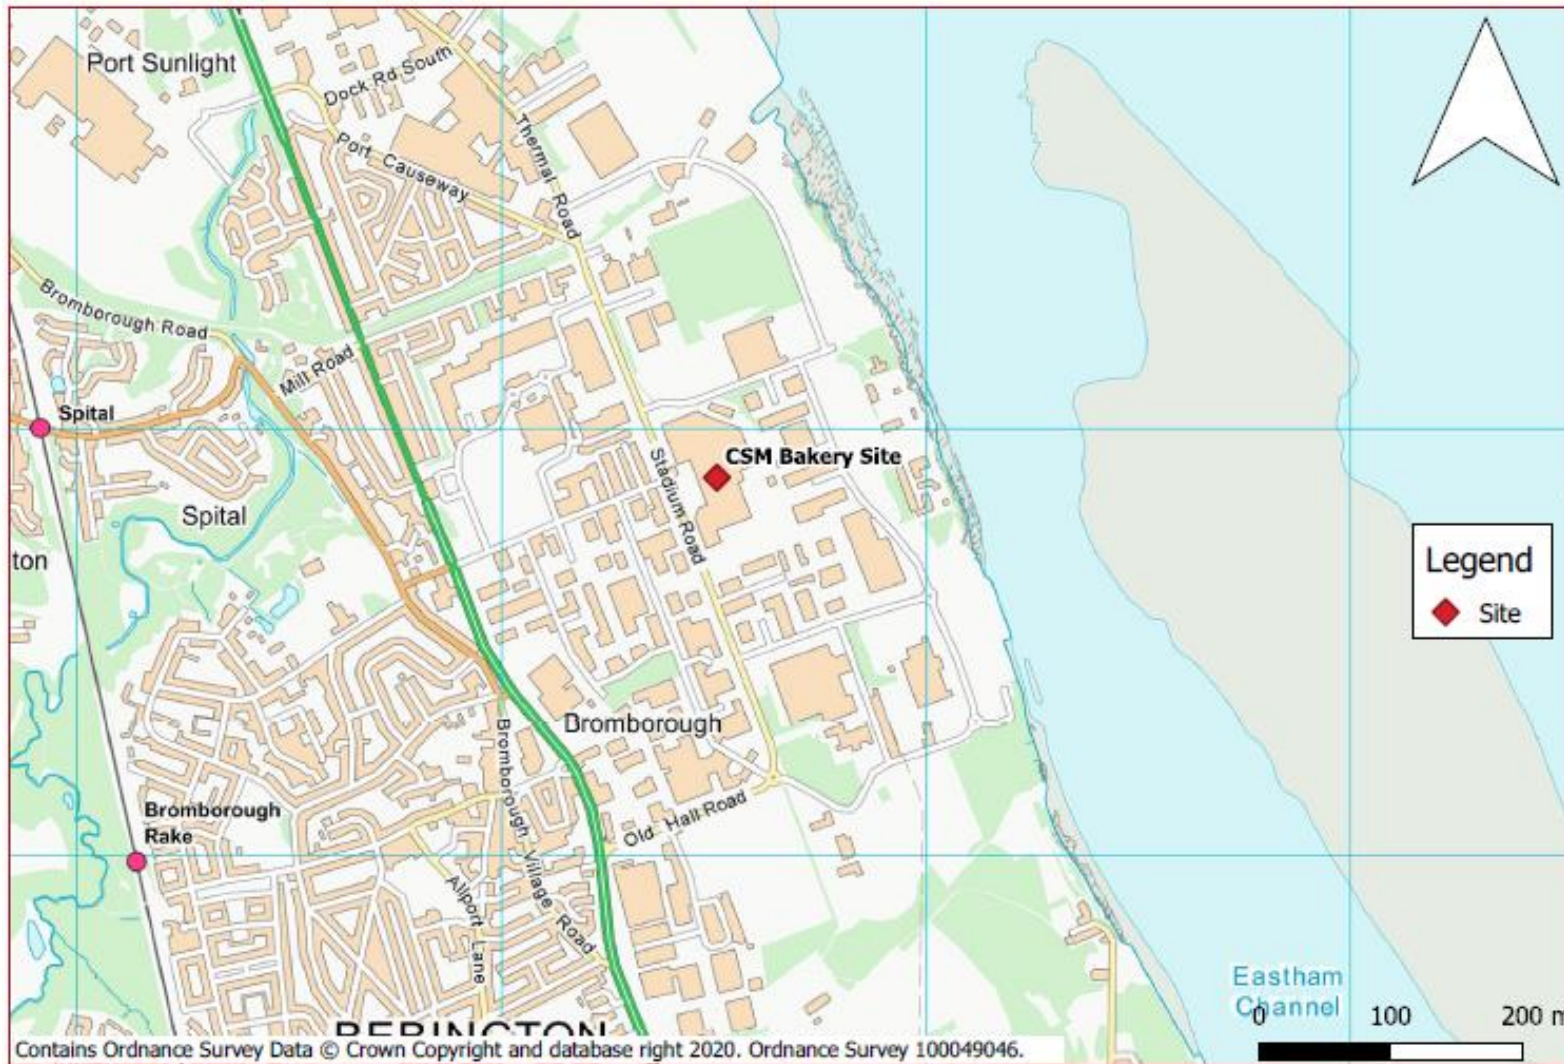 Port Sunlight
Dock Rd South
Port Causeway
Thermal Road
Bromborough Road
Mill Road
Spital
CSM Bakery Site
Stadium Road
Spital
ton
Legend
Site
Bromborough
Bromborough
Rake
Bromborough Village Road
Old Hall Road
Allport Lane
Eastham
Channel
0 100 200 m
BEBINGTON
Contains Ordnance Survey Data © Crown Copyright and database right 2020. Ordnance Survey 100049046.